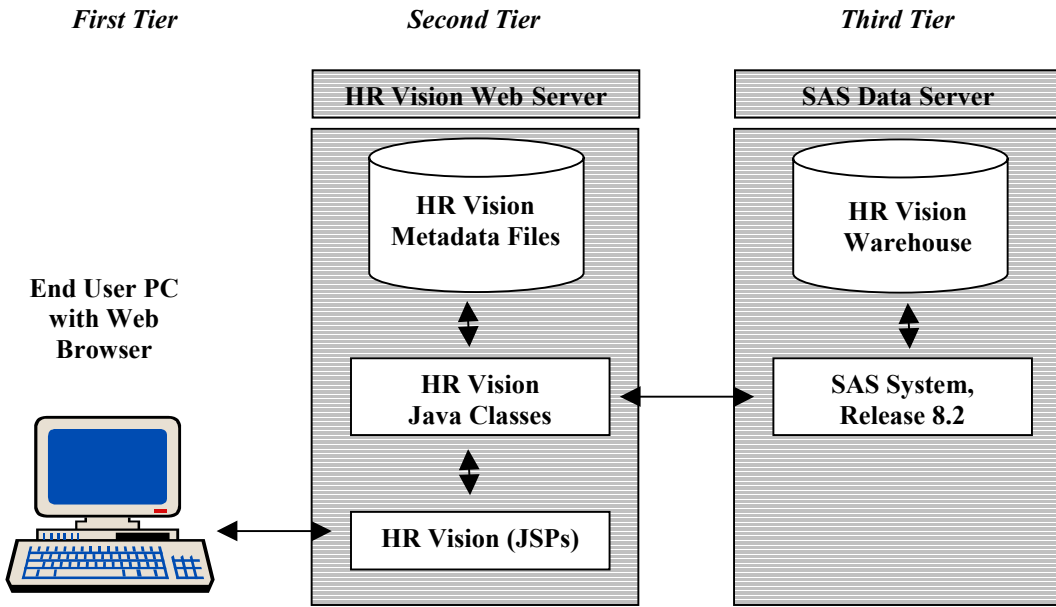 First Tier
Second Tier
Third Tier
HR Vision Web Server
SAS Data Server
HR Vision
Metadata Files
HR Vision
Warehouse
End User PC
with Web
Browser
HR Vision
Java Classes
SAS System,
Release 8.2
HR Vision (JSPs)